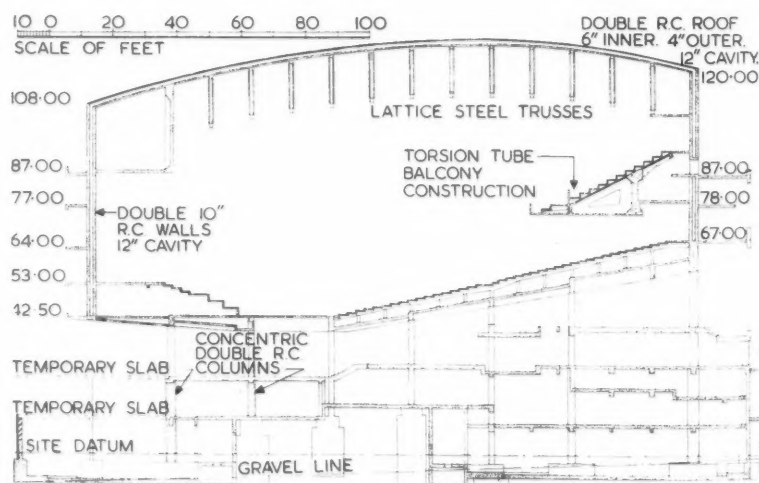 10 0 20 40 60 80 100
SCALE OF FEET
DOUBLE R.C. ROOF
6" INNER. 4" OUTER.
12" CAVITY.
120·00
108·00
LATTICE STEEL TRUSSES
87·00
77·00
64·00
53·00
42·50
TORSION TUBE
BALCONY
CONSTRUCTION
87·00
78·00
67·00
DOUBLE 10"
R.C. WALLS
12" CAVITY
CONCENTRIC
DOUBLE R.C
COLUMNS
TEMPORARY SLAB
TEMPORARY SLAB
SITE DATUM
GRAVEL LINE